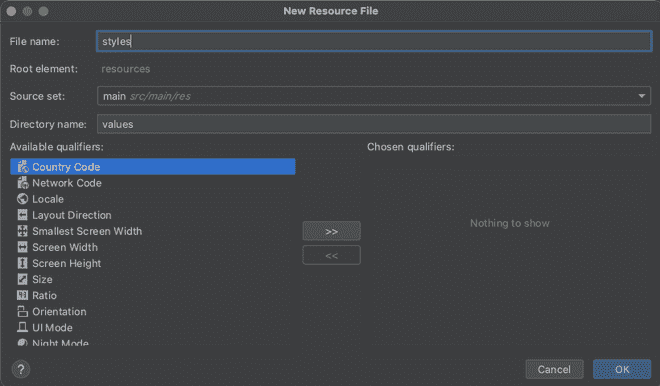 New Resource File
File name: styles
Root element: resources
Source set: main src/main/res
Directory name: values
Available qualifiers: Chosen qualifiers:
Country Code
Network Code
Locale
Layout Direction
Smallest Screen Width
Screen Width
Screen Height
Size
Ratio
Orientation
UI Mode
Night Mode
>>
<<
Nothing to show
?
Cancel OK